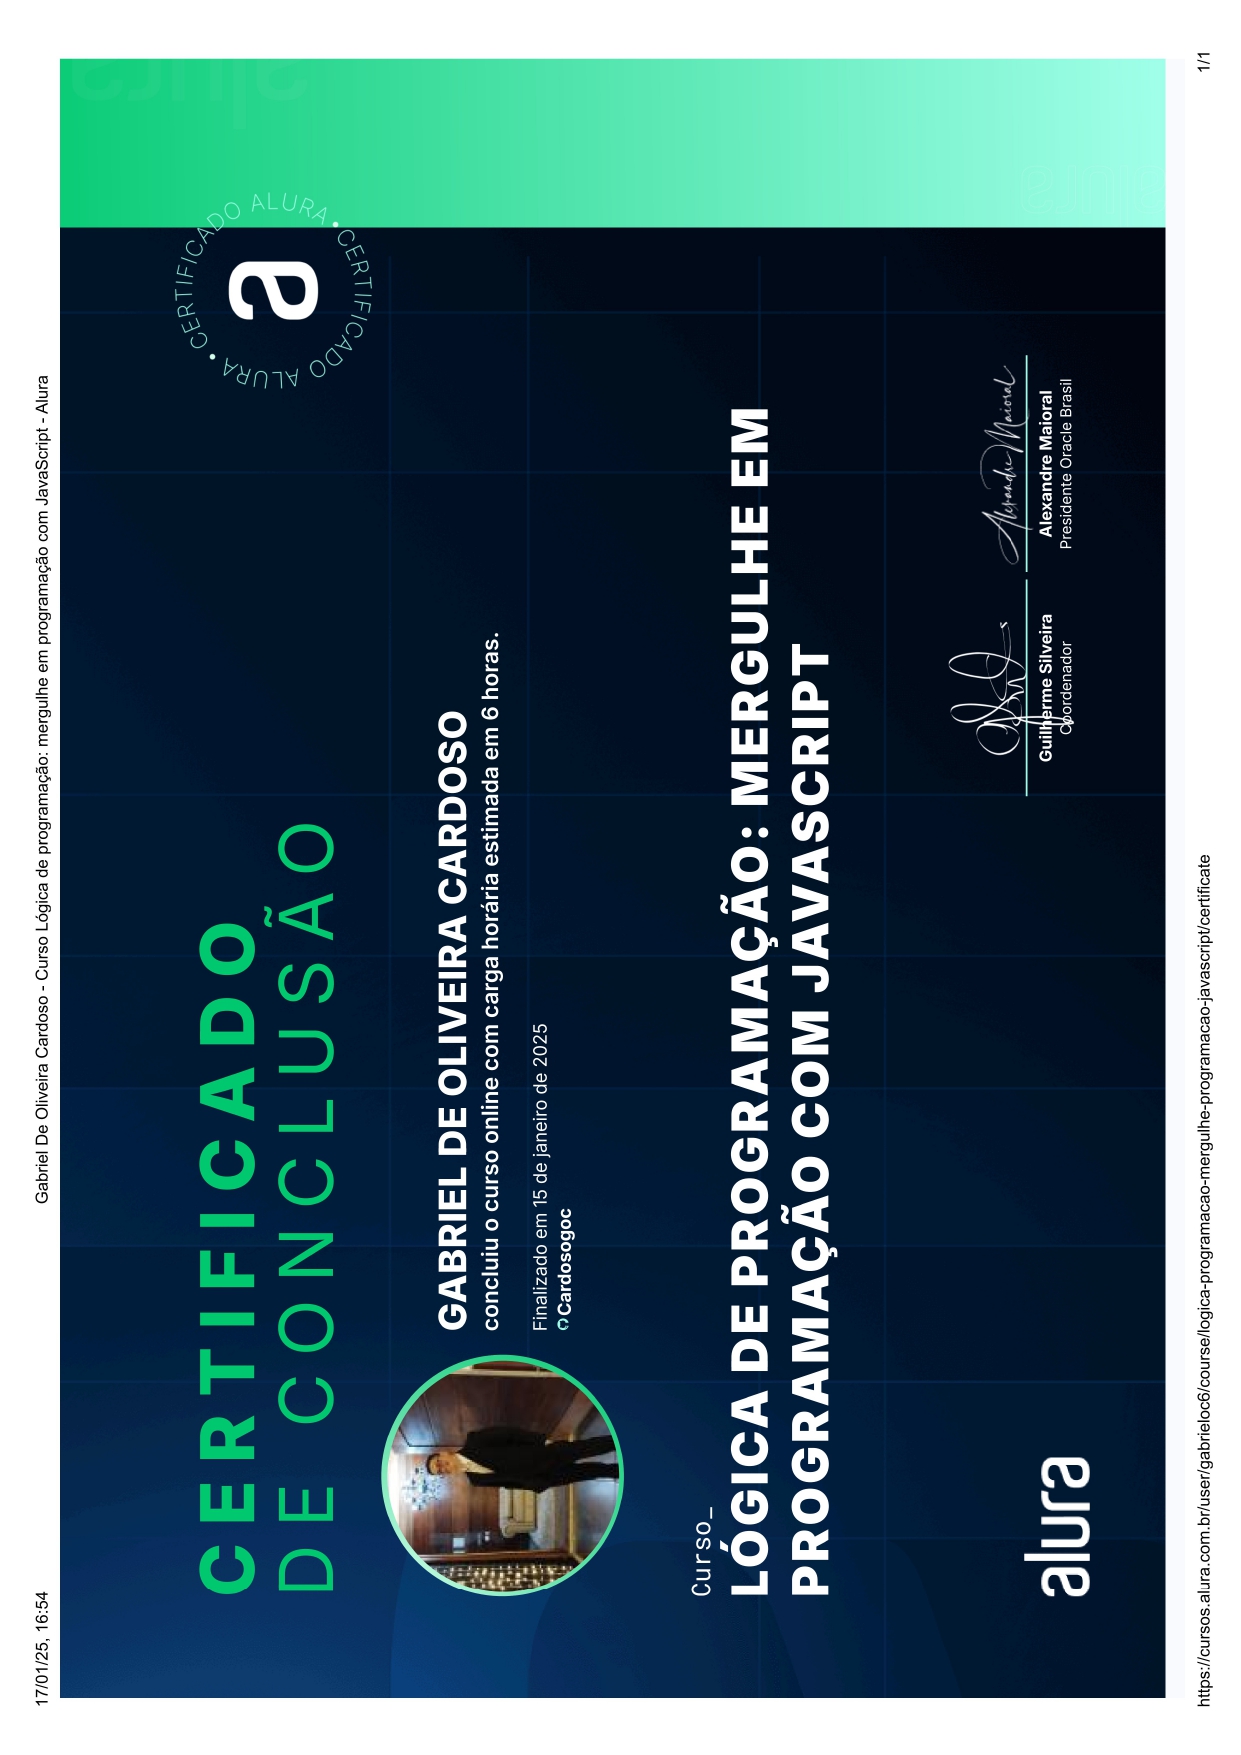 17/01/25, 16:54
Gabriel De Oliveira Cardoso - Curso Lógica de programação: mergulhe em programação com JavaScript - Alura
CERTIFICADO
DE CONCLUSÃO
CERTIFICADO ALURA • CERTIFICADO ALURA •
a
GABRIEL DE OLIVEIRA CARDOSO
concluiu o curso online com carga horária estimada em 6 horas.
Finalizado em 15 de janeiro de 2025
Cardosogoc
Curso_
LÓGICA DE PROGRAMAÇÃO: MERGULHE EM
PROGRAMAÇÃO COM JAVASCRIPT
Alexandre Maioral
Guilherme Silveira
Coordenador
Alexandre Maioral
Presidente Oracle Brasil
alura
https://cursos.alura.com.br/user/gabrieloc6/course/logica-programacao-mergulhe-programacao-javascript/certificate
1/1